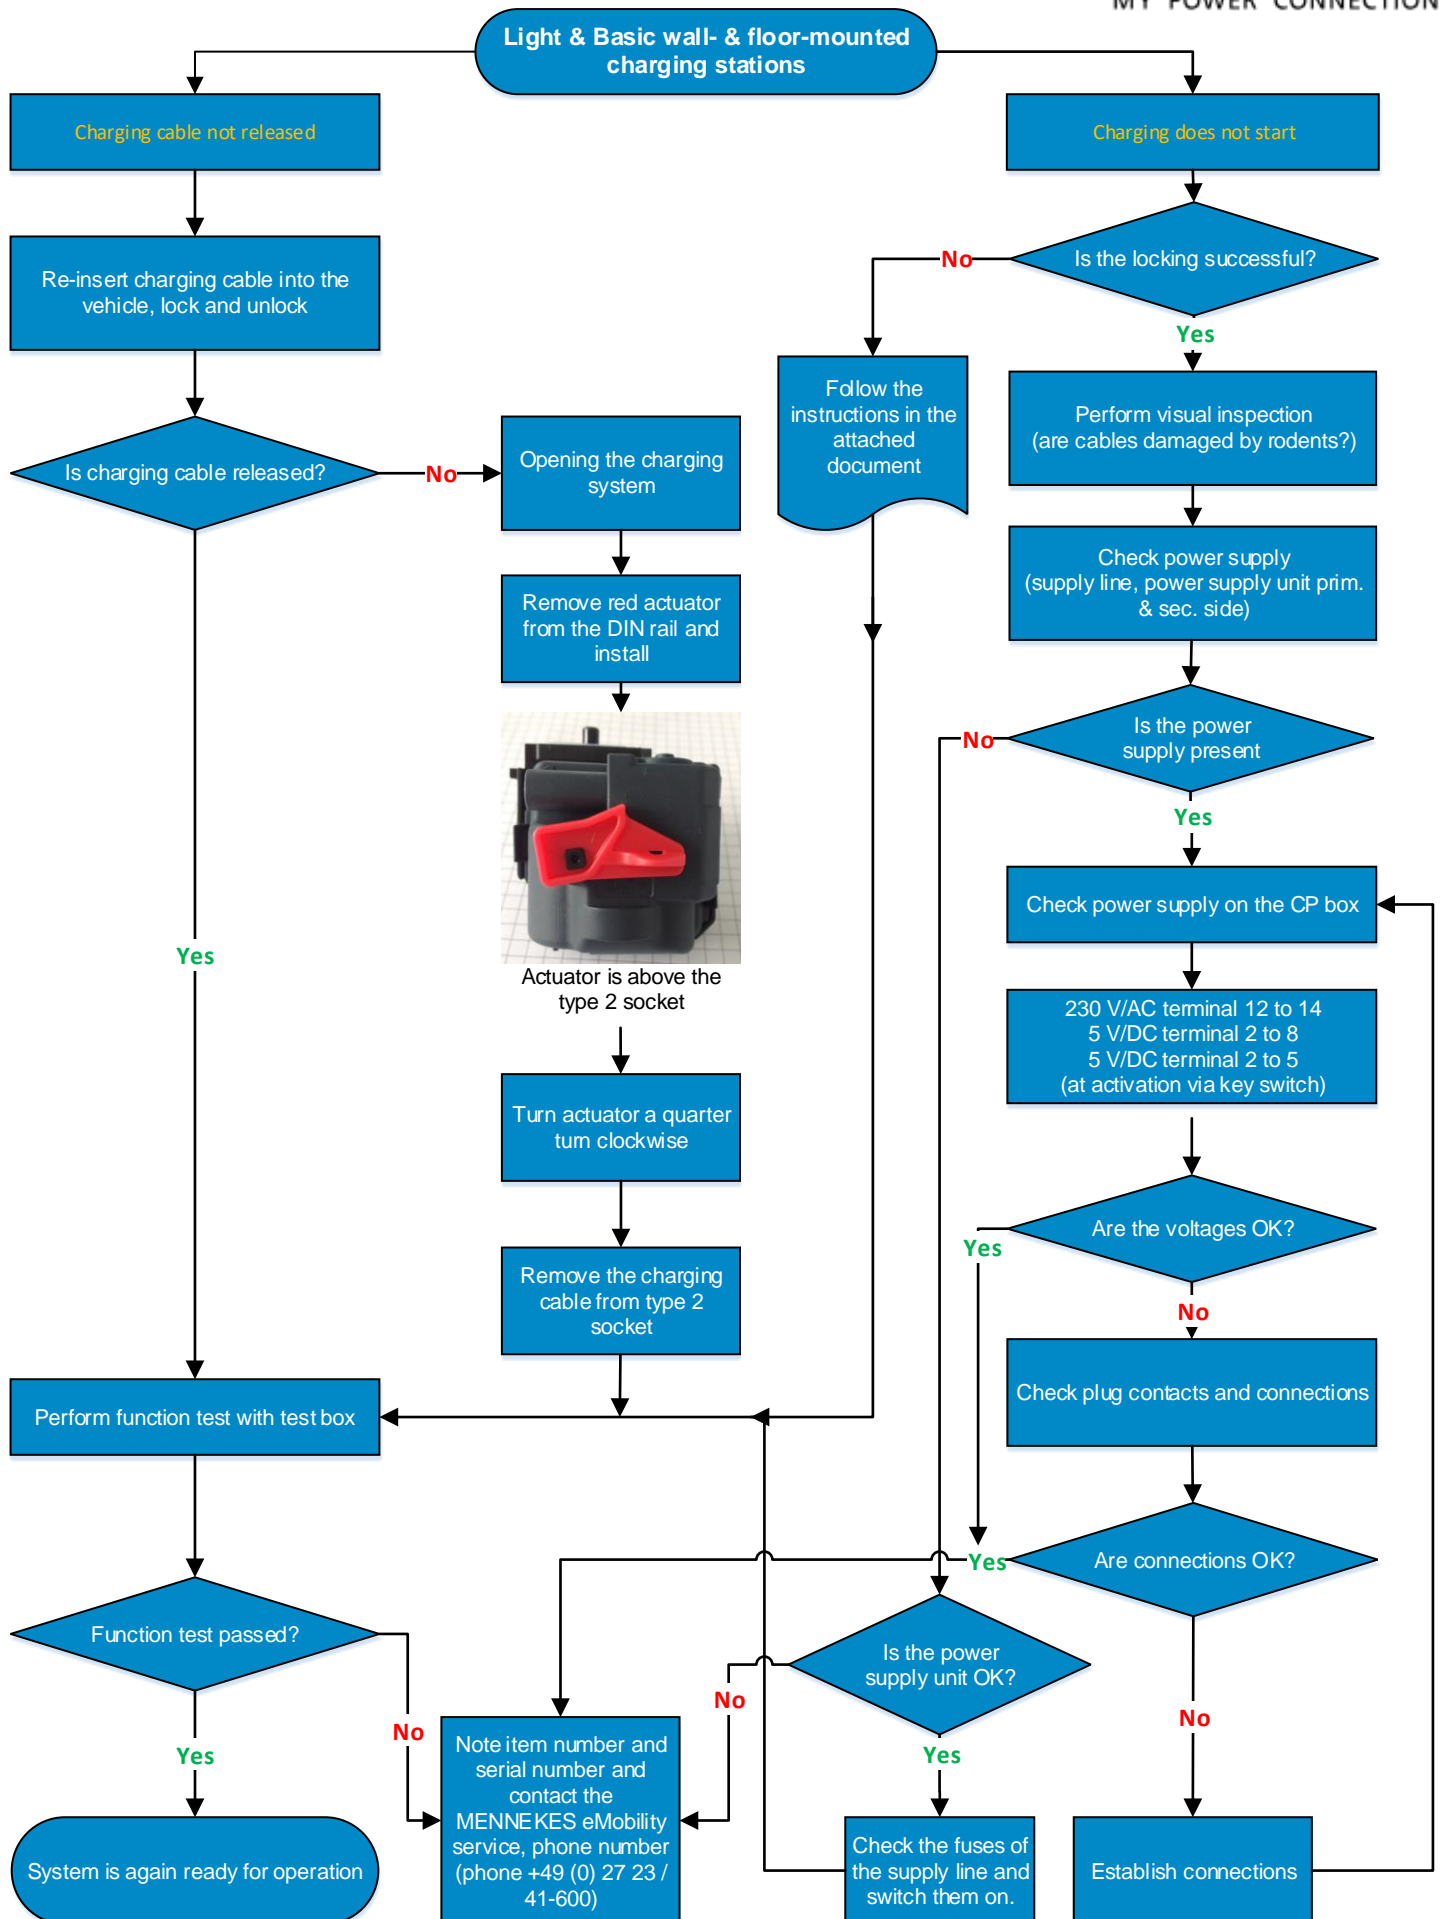 MY POWER CONNECTION
Light & Basic wall- & floor-mounted
charging stations
Charging cable not released
Charging does not start
Re-insert charging cable into the
vehicle, lock and unlock
Is the locking successful?
No
Yes
Follow the
instructions in the
attached
document
Perform visual inspection
(are cables damaged by rodents?)
Is charging cable released?
No
Opening the charging
system
Check power supply
(supply line, power supply unit prim.
& sec. side)
Remove red actuator
from the DIN rail and
install
Is the power
supply present
No
Yes
Check power supply on the CP box
Yes
Actuator is above the
type 2 socket
230 V/AC terminal 12 to 14
5 V/DC terminal 2 to 8
5 V/DC terminal 2 to 5
(at activation via key switch)
Turn actuator a quarter
turn clockwise
Are the voltages OK?
Yes
No
Remove the charging
cable from type 2
socket
Check plug contacts and connections
Perform function test with test box
Are connections OK?
Yes
Function test passed?
Is the power
supply unit OK?
No
No
No
Yes
Yes
Note item number and
serial number and
contact the
MENNEKES eMobility
service, phone number
(phone +49 (0) 27 23 /
41-600)
System is again ready for operation
Check the fuses of
the supply line and
switch them on.
Establish connections